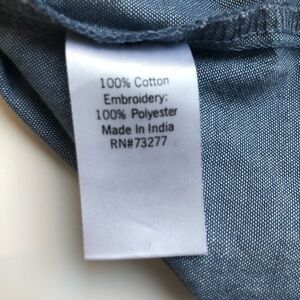 100% Cotton
Embroidery:
100% Polyester
Made In India
RN#73277